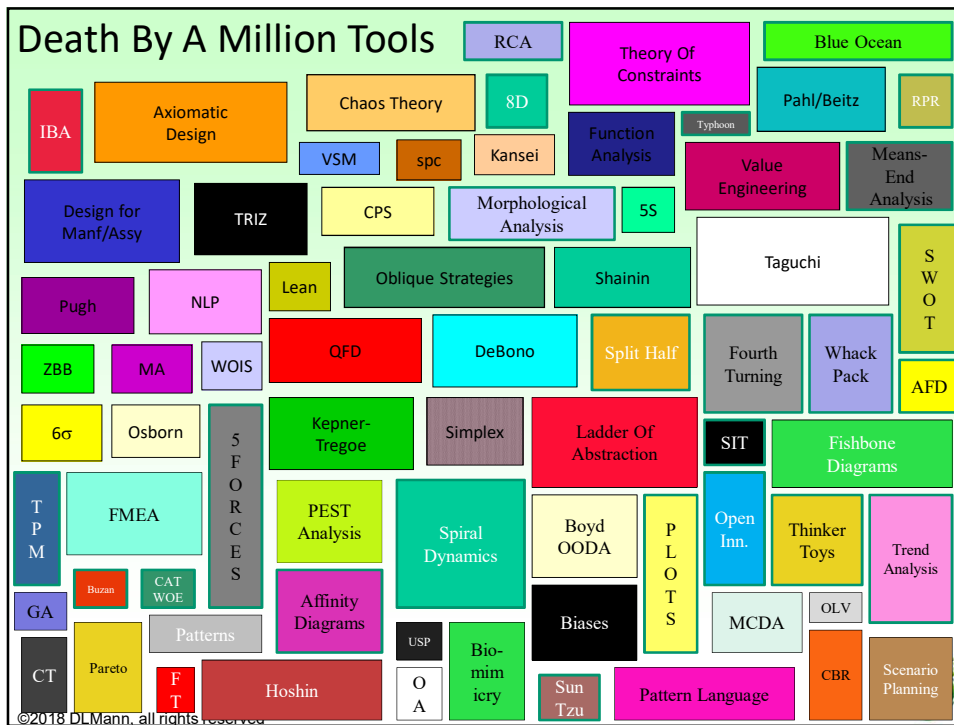 Death By A Million Tools
RCA
Theory Of
Constraints
Blue Ocean
IBA
Axiomatic
Design
Chaos Theory
8D
Typhoon
Pahl/Beitz
RPR
VSM
spc
Kansei
Function
Analysis
Value
Engineering
Means-
End
Analysis
Design for
Manf/Assy
TRIZ
CPS
Morphological
Analysis
5S
Taguchi
S
W
O
T
Pugh
NLP
Lean
Oblique Strategies
Shainin
ZBB
MA
WOIS
QFD
DeBono
Split Half
Fourth
Turning
Whack
Pack
AFD
6σ
Osborn
5
F
O
R
C
E
S
Kepner-
Tregoe
Simplex
Ladder Of
Abstraction
SIT
Fishbone
Diagrams
T
P
M
FMEA
PEST
Analysis
Spiral
Dynamics
Boyd
OODA
P
L
O
T
S
Open
Inn.
Thinker
Toys
Trend
Analysis
Buzan
CAT
WOE
GA
Patterns
Affinity
Diagrams
USP
Biases
MCDA
OLV
CT
Pareto
F
T
Hoshin
O
A
Bio-
mim
icry
Sun
Tzu
Pattern Language
CBR
Scenario
Planning
©2018 DLMann, all rights reserved